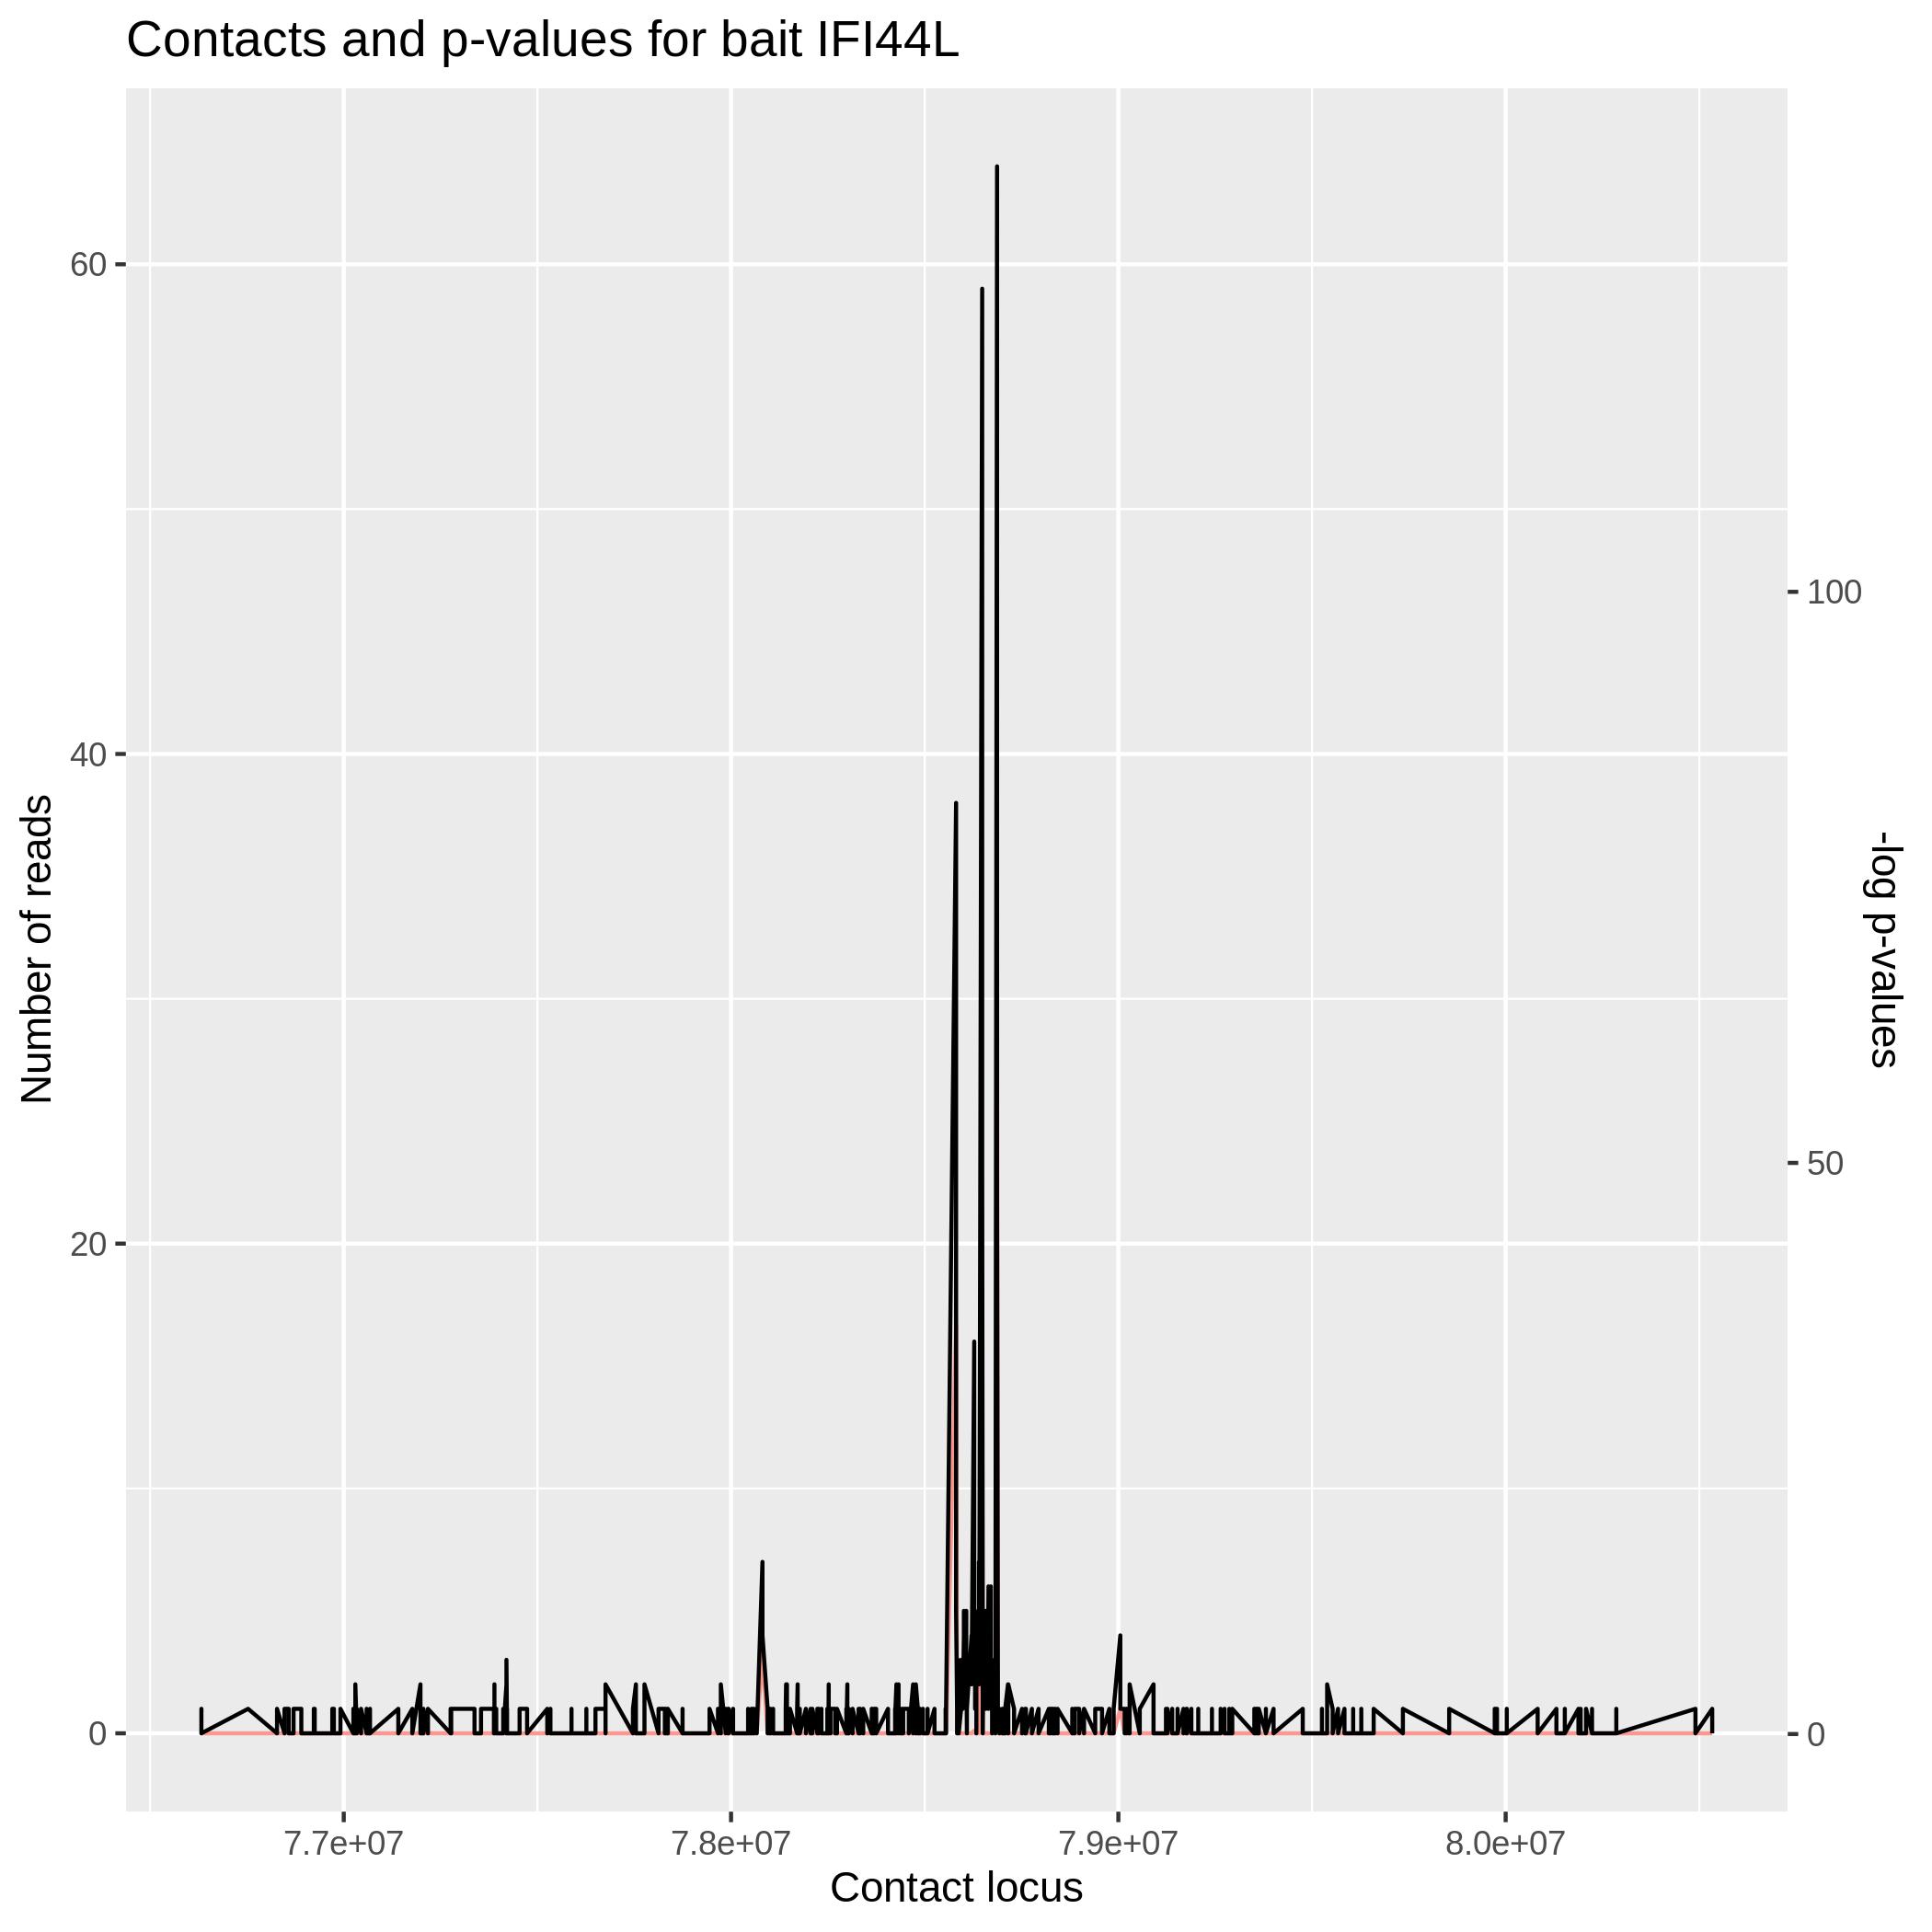 Contacts and p-values for bait IFI44L
60
40
20
0
Number of reads
100
50
0
-log p-values
7.7e+07
7.8e+07
7.9e+07
8.0e+07
Contact locus